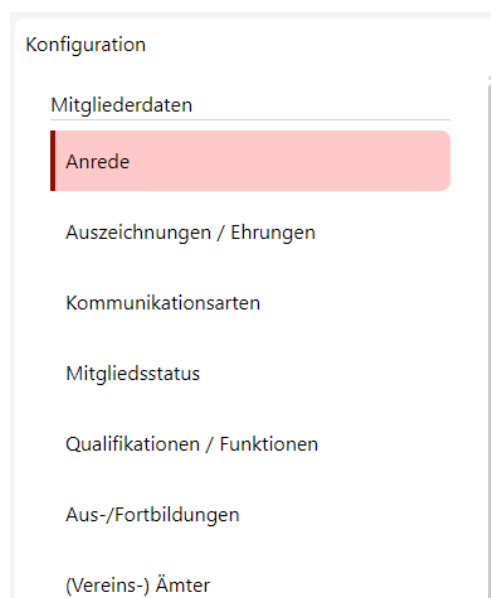 Konfiguration
Mitgliederdaten
Anrede
Auszeichnungen / Ehrungen
Kommunikationsarten
Mitgliedsstatus
Qualifikationen / Funktionen
Aus-/Fortbildungen
(Vereins-) Ämter